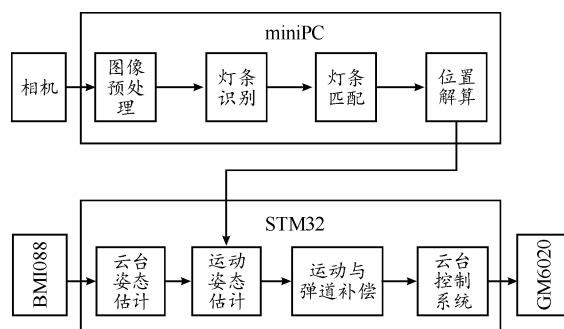 miniPC
相机
图像
预处
理
灯条
识别
灯条
匹配
位置
解算
STM32
BMI088
云台
姿态
估计
运动
姿态
估计
运动与
弹道补偿
云台
控制
系统
GM6020